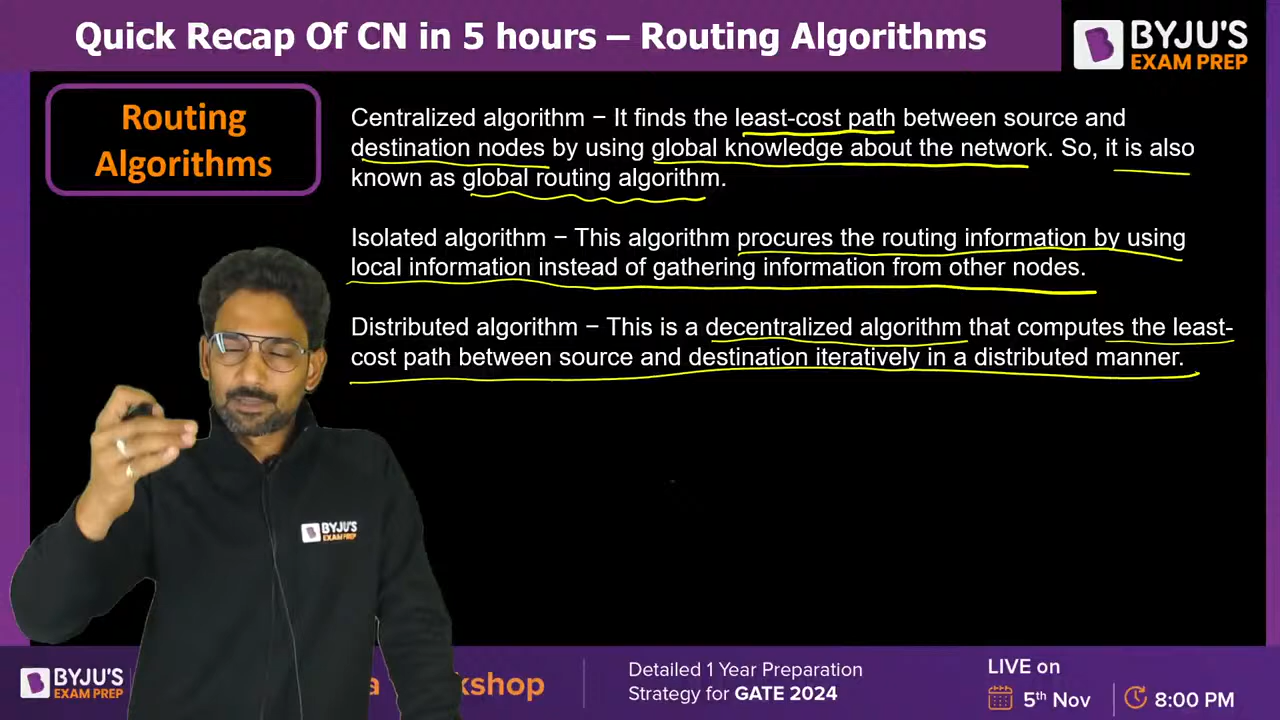 Quick Recap Of CN in 5 hours – Routing Algorithms
BYJU'S
EXAM PREP
Routing
Algorithms
Centralized algorithm − It finds the least-cost path between source and
destination nodes by using global knowledge about the network. So, it is also
known as global routing algorithm.
Isolated algorithm − This algorithm procures the routing information by using
local information instead of gathering information from other nodes.
Distributed algorithm − This is a decentralized algorithm that computes the least-
cost path between source and destination iteratively in a distributed manner.
BYJU'S
EXAM PREP
BYJU'S
EXAM PREP
Detailed 1 Year Preparation
Strategy for GATE 2024
LIVE on
5th Nov
8:00 PM